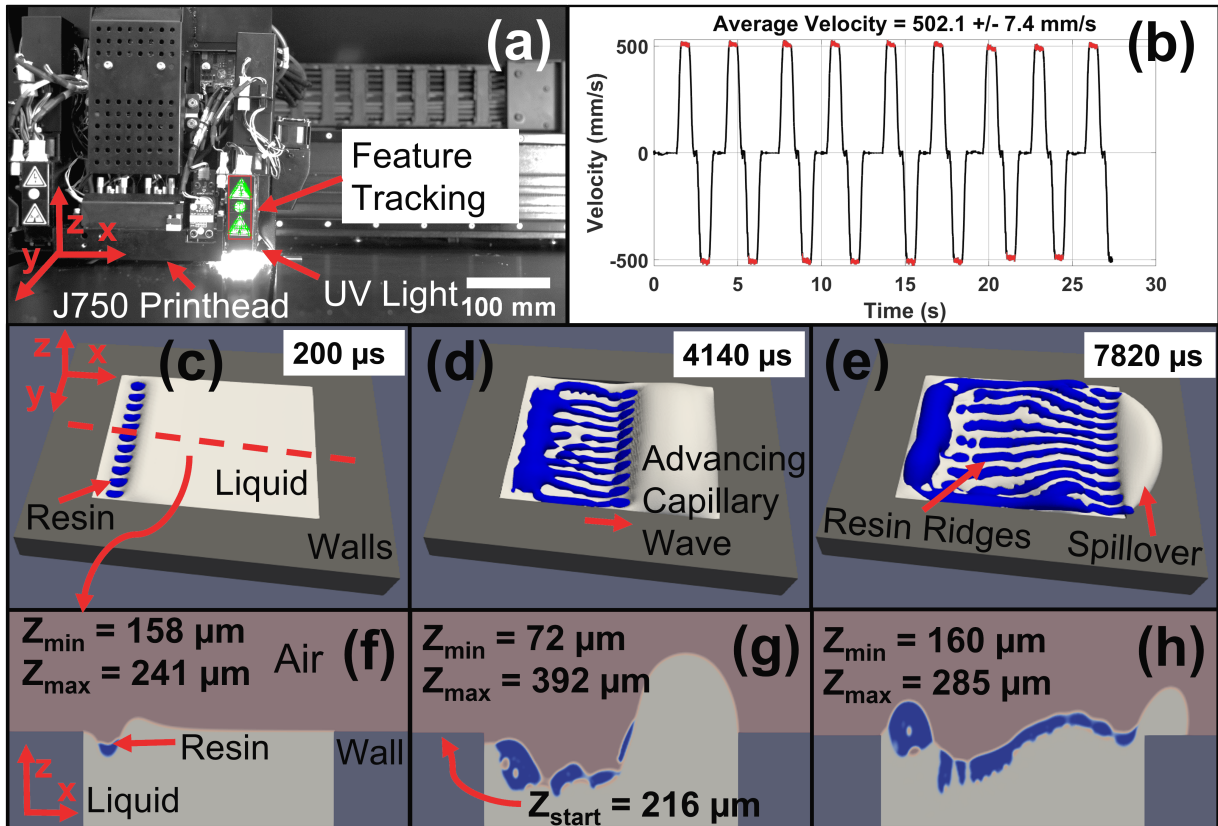 (a)
Feature
Tracking
z
x
y
J750 Printhead
UV Light
100 mm
Average Velocity = 502.1 +/- 7.4 mm/s
(b)
Velocity (mm/s)
500
0
-500
0 5 10 15 20 25 30
Time (s)
z
x
y
(c)
200 µs
Resin
Liquid
Walls
(d)
4140 µs
Advancing
Capillary
Wave
(e)
7820 µs
Resin Ridges
Spillover
Zmin = 158 µm
Zmax = 241 µm
Air
(f)
Resin
Wall
z
x
Liquid
Zmin = 72 µm
Zmax = 392 µm
(g)
Zstart = 216 µm
Zmin = 160 µm
Zmax = 285 µm
(h)